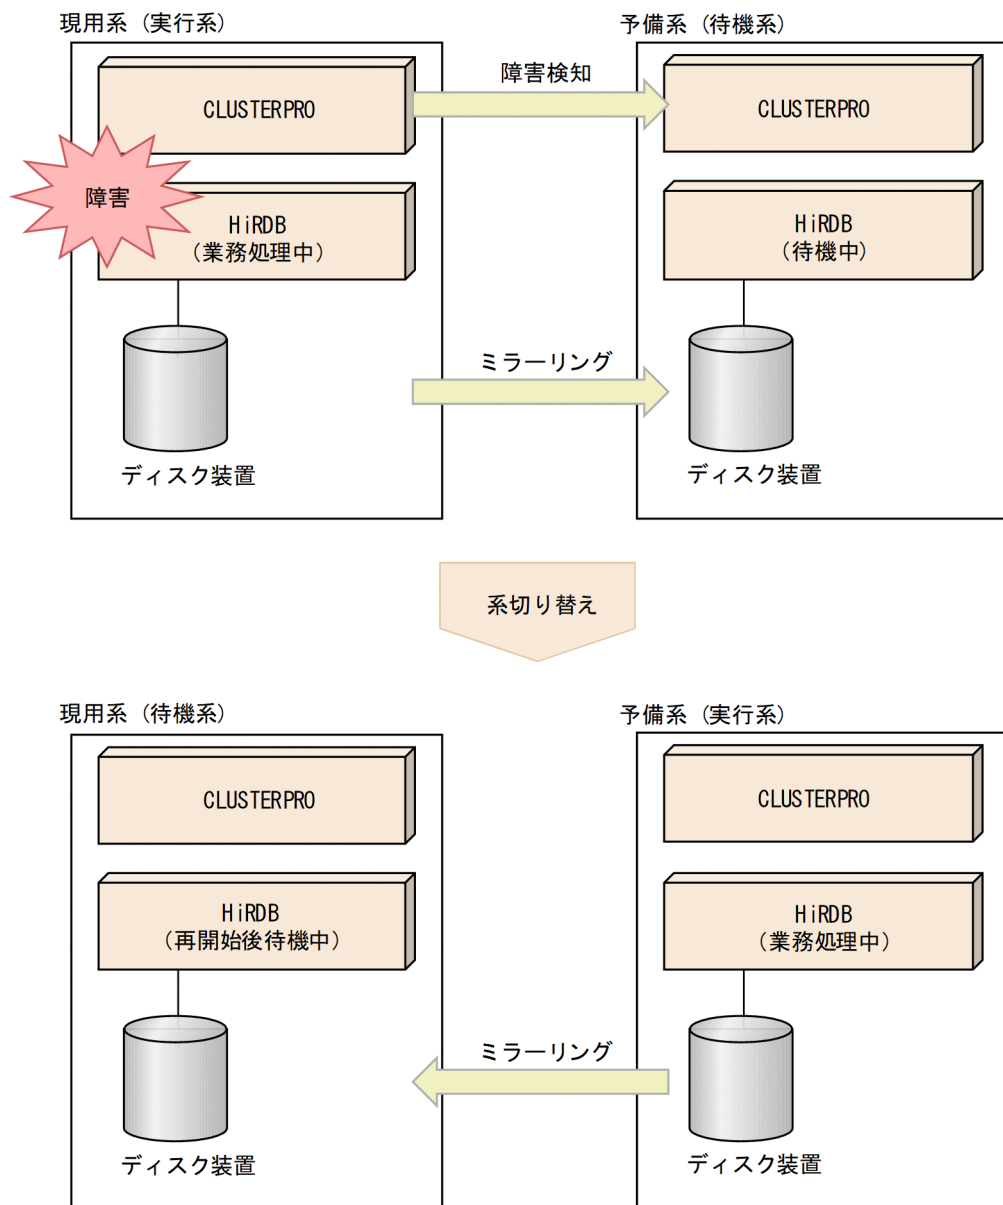 現用系（実行系）
予備系（待機系）
障害検知
CLUSTERPRO
CLUSTERPRO
障害
HiRDB
（業務処理中）
HiRDB
（待機中）
ミラーリング
ディスク装置
ディスク装置
系切り替え
現用系（待機系）
予備系（実行系）
CLUSTERPRO
CLUSTERPRO
HiRDB
（再開始後待機中）
HiRDB
（業務処理中）
ミラーリング
ディスク装置
ディスク装置